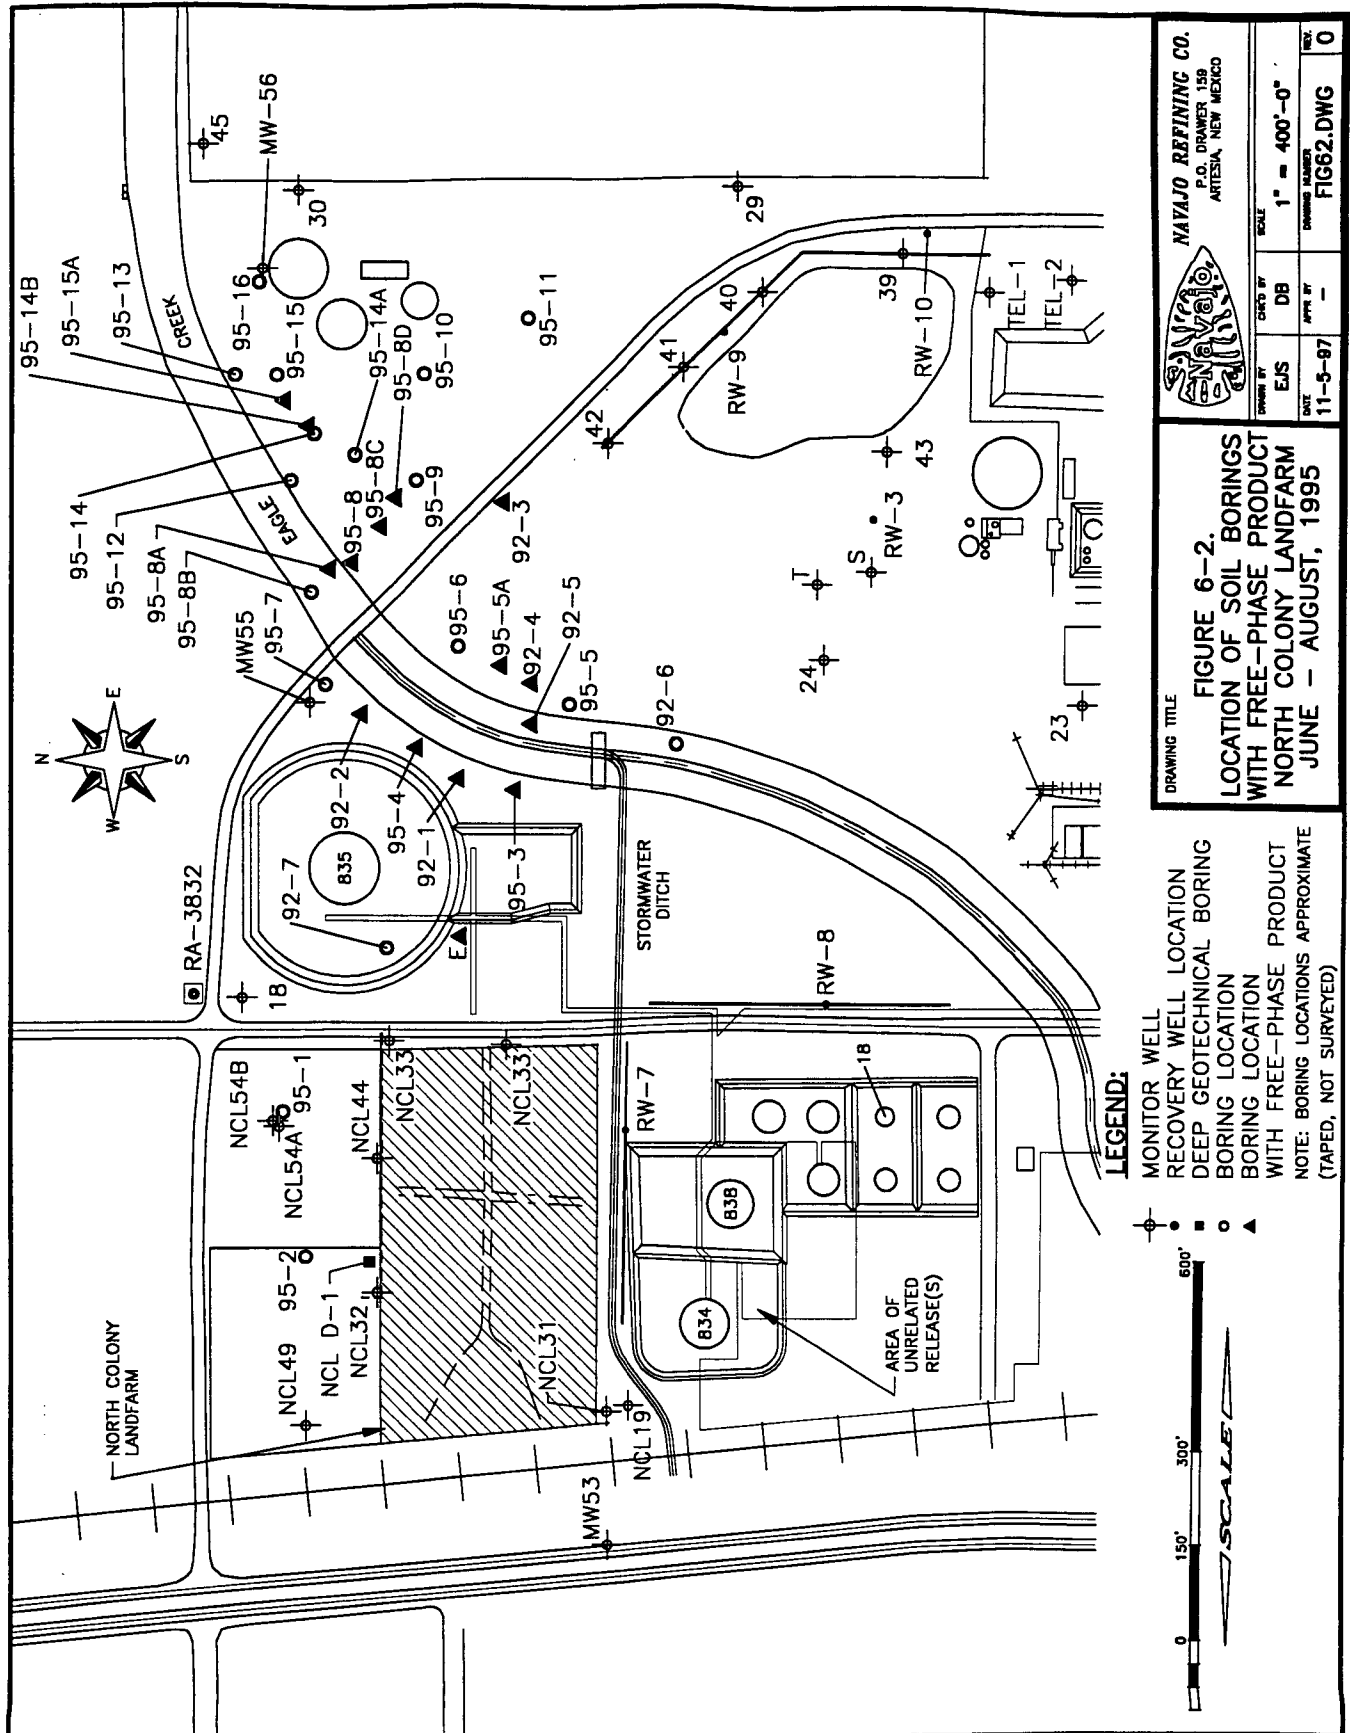 95-14B
95-15A
95-13
95-14
95-12
95-8A
95-8B
MW55
95-7
CREEK
EAGLE
95-16
95-15
45
MW-56
30
95-14A
95-8D
95-8
95-8C
95-10
95-9
95-11
92-3
95-6
95-5A
92-4
92-5
95-5
92-6
42
41
40
29
39
RW-9
RW-10
43
RW-3
S
T
24
23
TEL-1
TEL-2
N
E
S
W
RA-3832
18
92-7
835
92-2
95-4
92-1
95-3
E
STORMWATER
DITCH
RW-8
NCL54B
95-1
NCL54A
NCL44
NCL33
NCL33
RW-7
18
838
834
AREA OF
UNRELATED
RELEASE(S)
NORTH COLONY
LANDFARM
NCL49
95-2
NCL D-1
NCL32
NCL31
NCL19
MW53
LEGEND:
MONITOR WELL
RECOVERY WELL LOCATION
DEEP GEOTECHNICAL BORING
BORING LOCATION
BORING LOCATION
WITH FREE-PHASE PRODUCT
NOTE: BORING LOCATIONS APPROXIMATE
(TAPED, NOT SURVEYED)
0 150' 300' 600'
SCALE
DRAWING TITLE
FIGURE 6-2.
LOCATION OF SOIL BORINGS
WITH FREE-PHASE PRODUCT
NORTH COLONY LANDFARM
JUNE - AUGUST, 1995
Navajo
NAVAJO REFINING CO.
P.O. DRAWER 159
ARTESIA, NEW MEXICO
DRAWN BY
EJS
CHK'D BY
DB
SCALE
1" = 400'-0"
DATE
11-5-97
APPR. BY
-
DRAWING NUMBER
FIG62.DWG
REV.
0